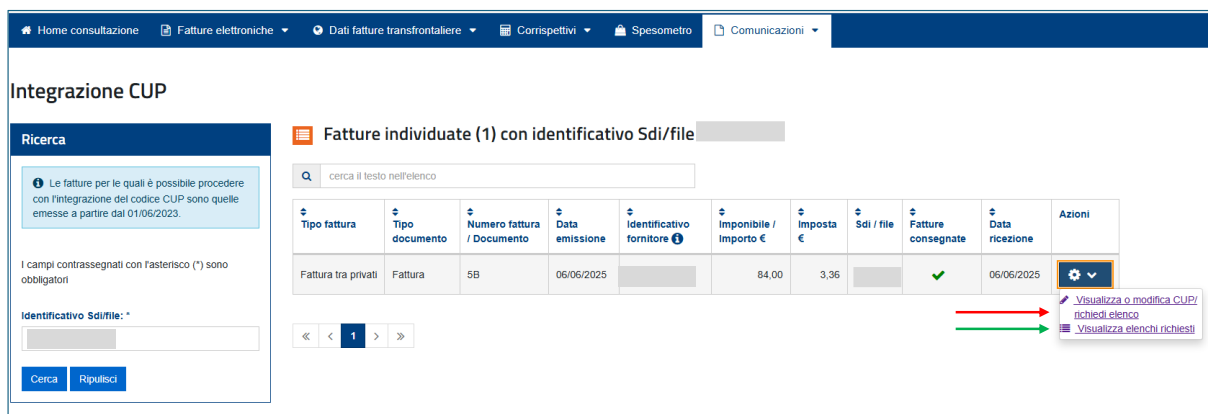 Home consultazione Fatture elettroniche Dati fatture transfrontaliere Corrispettivi Spesometro Comunicazioni
Integrazione CUP
Ricerca
Le fatture per le quali è possibile procedere
con l'integrazione del codice CUP sono quelle
emesse a partire dal 01/06/2023.
I campi contrassegnati con l'asterisco (*) sono
obbligatori
Identificativo Sdi/file: *
Cerca Ripulisci
Fatture individuate (1) con identificativo Sdi/file
cerca il testo nell'elenco
Tipo fattura Tipo Numero fattura Data Identificativo Imponibile / Imposta Sdi / file Fatture Data Azioni
documento / Documento emissione fornitore Importo € € consegnate ricezione
Fattura tra privati Fattura 5B 06/06/2025 84,00 3,36 06/06/2025
Visualizza o modifica CUP/
richiedi elenco
Visualizza elenchi richiesti
« < 1 > »